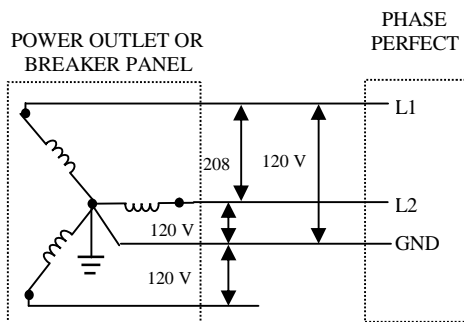 PHASE
PERFECT
POWER OUTLET OR
BREAKER PANEL
L1
208
120 V
L2
120 V
GND
120 V